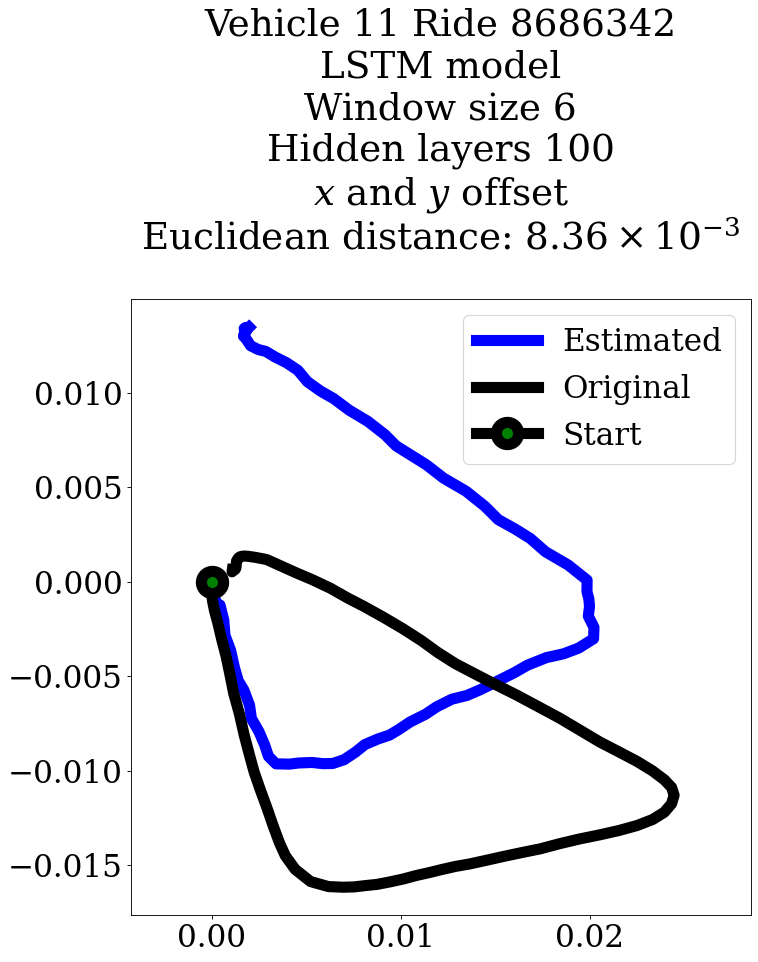 Vehicle 11 Ride 8686342
LSTM model
Window size 6
Hidden layers 100
x and y offset
Euclidean distance: 8.36 × 10⁻³
Estimated
Original
Start
0.010
0.005
0.000
−0.005
−0.010
−0.015
0.00 0.01 0.02